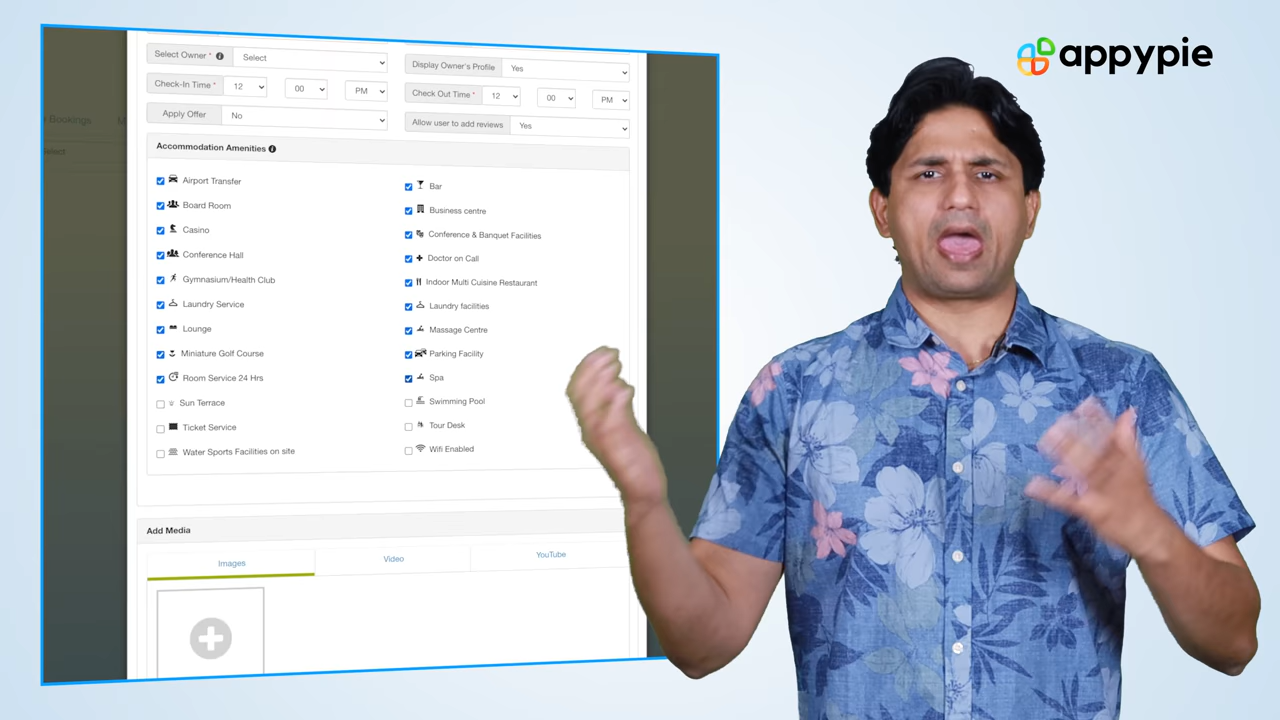 appypie
Select Owner * Select
Display Owner's Profile Yes
Check-In Time * 12 00 PM
Check Out Time * 12 00 PM
Apply Offer No
Allow user to add reviews Yes
Bookings M
Accommodation Amenities
Airport Transfer
Bar
Board Room
Business centre
Casino
Conference & Banquet Facilities
Conference Hall
Doctor on Call
Gymnasium/Health Club
Indoor Multi Cuisine Restaurant
Laundry Service
Laundry facilities
Lounge
Massage Centre
Miniature Golf Course
Parking Facility
Room Service 24 Hrs
Spa
Sun Terrace
Swimming Pool
Ticket Service
Tour Desk
Water Sports Facilities on site
Wifi Enabled
Add Media
Images Video YouTube